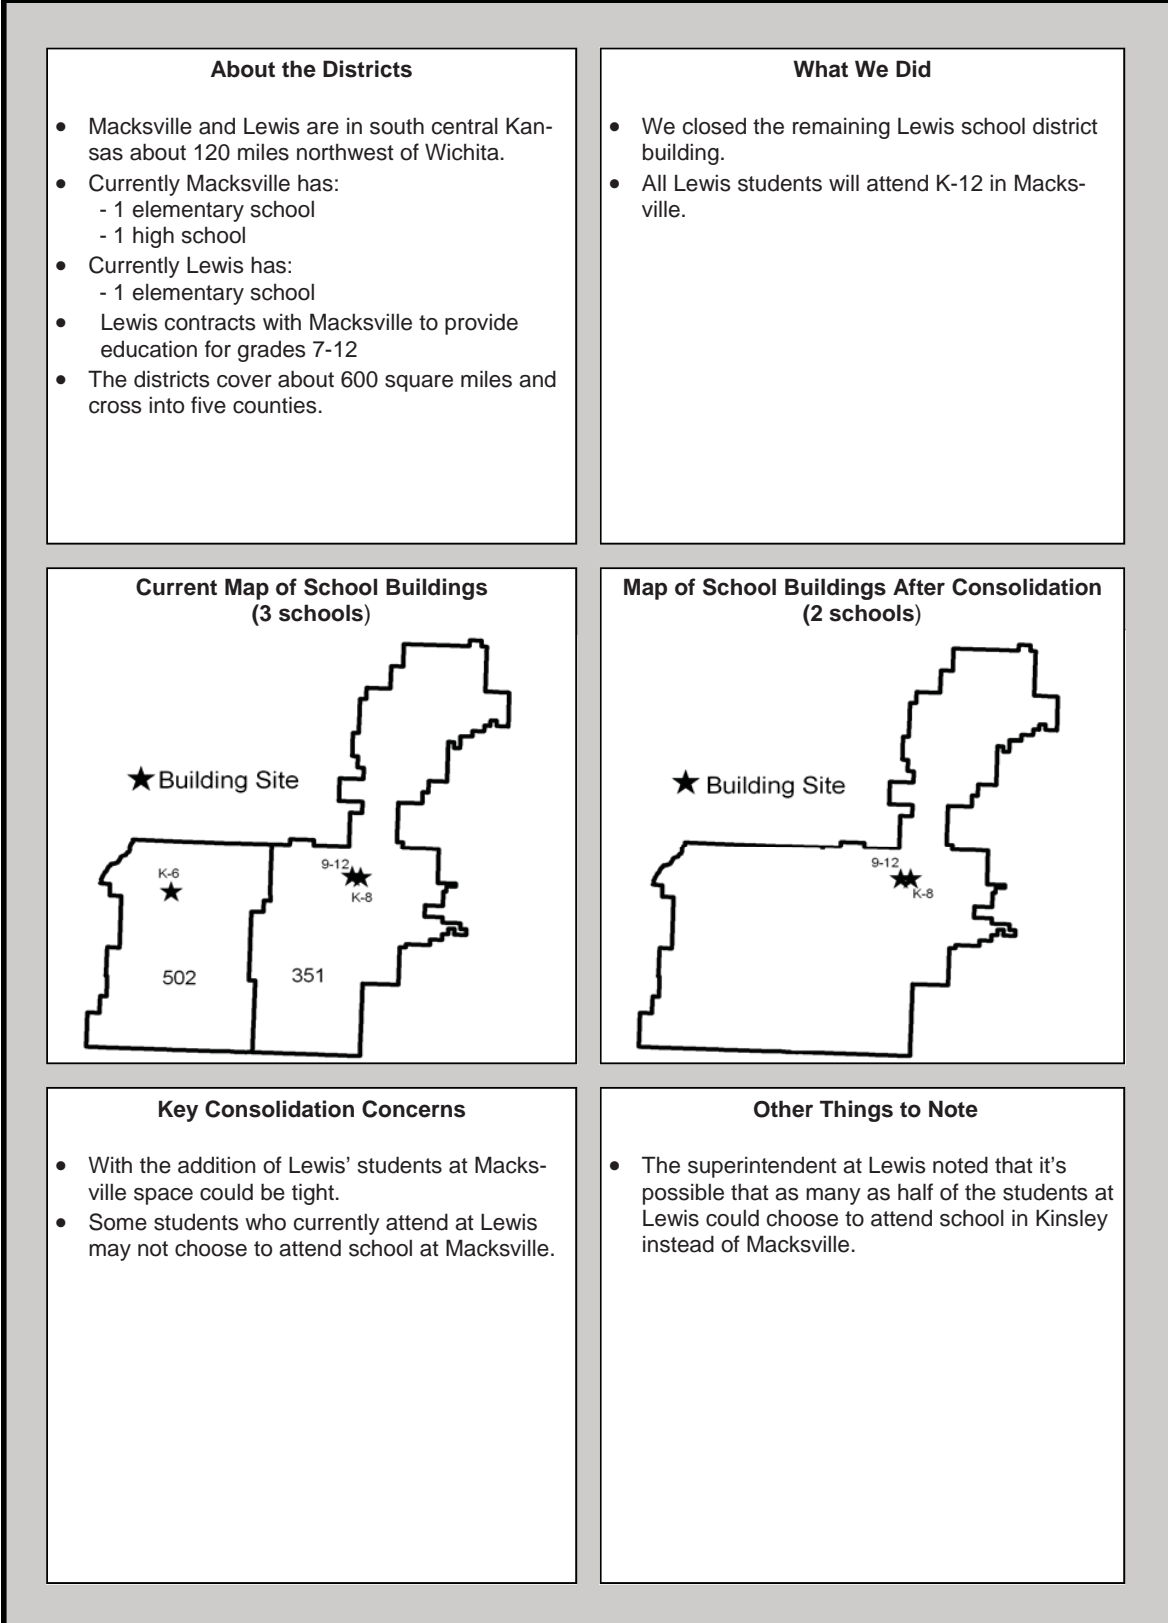 About the Districts
• Macksville and Lewis are in south central Kan-
sas about 120 miles northwest of Wichita.
• Currently Macksville has:
- 1 elementary school
- 1 high school
• Currently Lewis has:
- 1 elementary school
• Lewis contracts with Macksville to provide
education for grades 7-12
• The districts cover about 600 square miles and
cross into five counties.
What We Did
• We closed the remaining Lewis school district
building.
• All Lewis students will attend K-12 in Macks-
ville.
Current Map of School Buildings
(3 schools)
Building Site
K-6
9-12
K-8
502
351
Map of School Buildings After Consolidation
(2 schools)
Building Site
9-12
K-8
Key Consolidation Concerns
• With the addition of Lewis' students at Macks-
ville space could be tight.
• Some students who currently attend at Lewis
may not choose to attend school at Macksville.
Other Things to Note
• The superintendent at Lewis noted that it's
possible that as many as half of the students at
Lewis could choose to attend school in Kinsley
instead of Macksville.